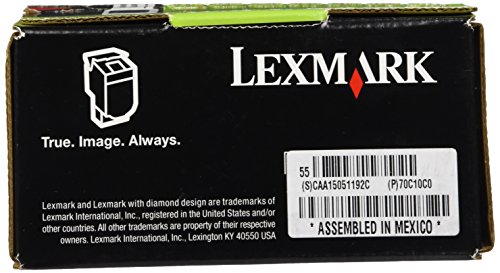 LEXMARK
True. Image. Always.
55
(S)CAA15051192C (P)70C10C0
* ASSEMBLED IN MEXICO *
Lexmark and Lexmark with diamond design are trademarks of
Lexmark International, Inc., registered in the United States and/or
other countries. All other trademarks are property of their respective
owners. Lexmark International, Inc., Lexington KY 40550 USA